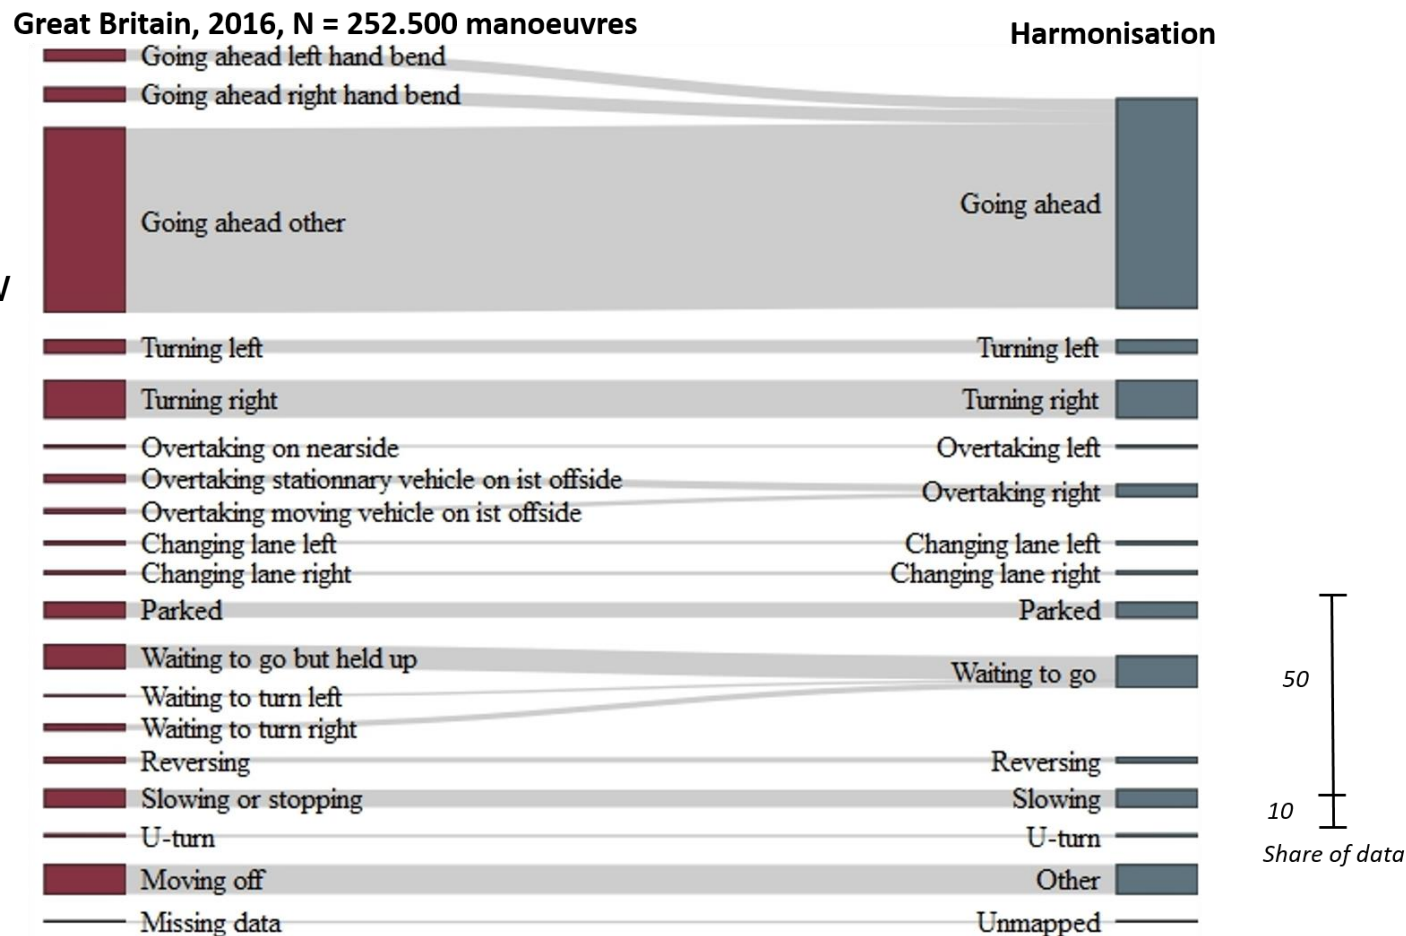 Great Britain, 2016, N = 252.500 manoeuvres
Harmonisation
Going ahead left hand bend
Going ahead right hand bend
Going ahead other
Going ahead
Turning left
Turning left
Turning right
Turning right
Overtaking on nearside
Overtaking left
Overtaking stationnary vehicle on ist offside
Overtaking right
Overtaking moving vehicle on ist offside
Changing lane left
Changing lane left
Changing lane right
Changing lane right
Parked
Parked
Waiting to go but held up
Waiting to go
Waiting to turn left
Waiting to turn right
Reversing
Reversing
Slowing or stopping
Slowing
U-turn
U-turn
Moving off
Other
Missing data
Unmapped
50
10
Share of data